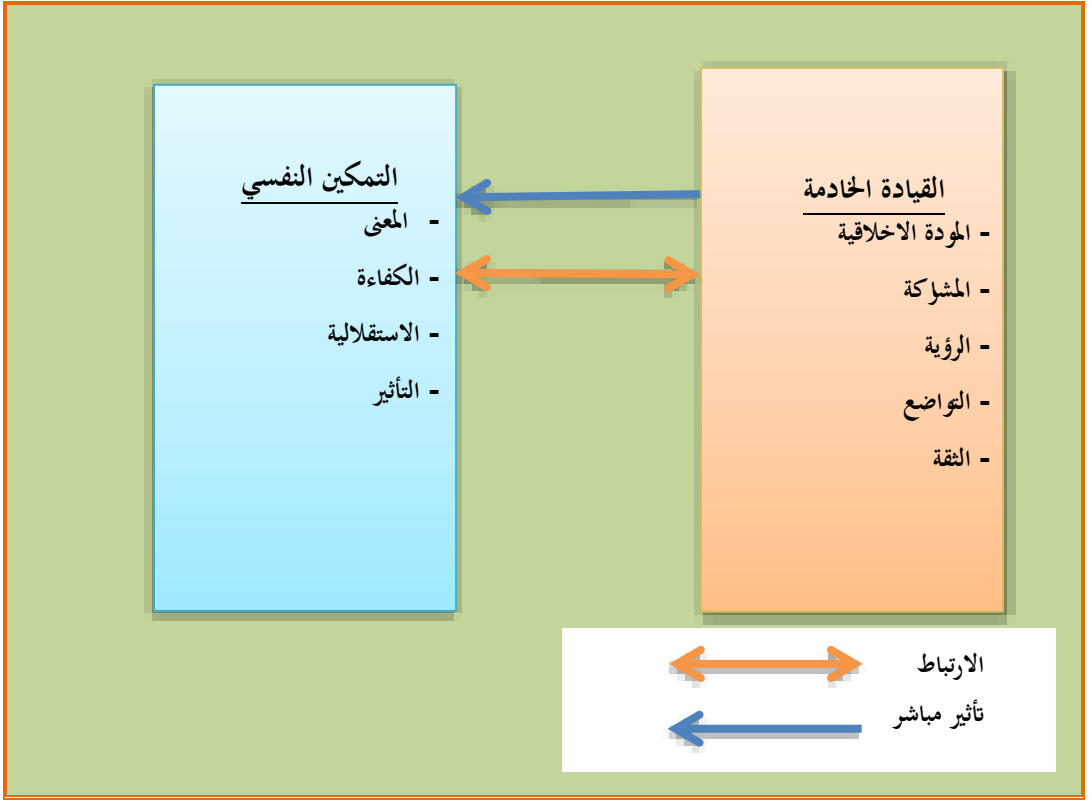 القيادة الخادمة
- المودة الاخلاقية
- المشاركة
- الرؤية
- التواضع
- الثقة
التمكين النفسي
- المعنى
- الكفاءة
- الاستقلالية
- التأثير
الارتباط
تأثير مباشر